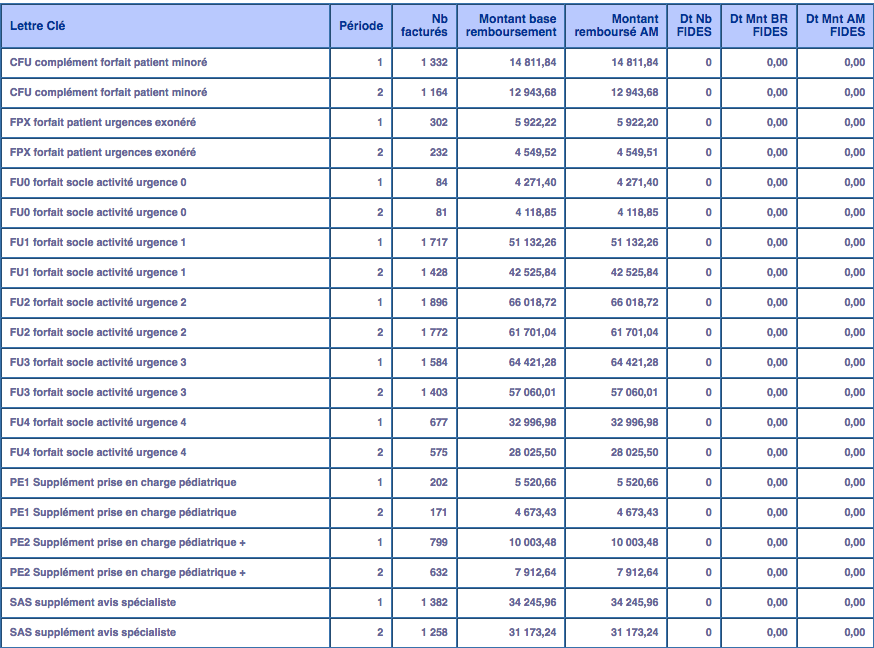 Lettre Clé Période Nb facturés Montant base remboursement Montant remboursé AM Dt Nb FIDES Dt Mnt BR FIDES Dt Mnt AM FIDES
CFU complément forfait patient minoré 1 1 332 14 811,84 14 811,84 0 0,00 0,00
CFU complément forfait patient minoré 2 1 164 12 943,68 12 943,68 0 0,00 0,00
FPX forfait patient urgences exonéré 1 302 5 922,22 5 922,20 0 0,00 0,00
FPX forfait patient urgences exonéré 2 232 4 549,52 4 549,51 0 0,00 0,00
FU0 forfait socle activité urgence 0 1 84 4 271,40 4 271,40 0 0,00 0,00
FU0 forfait socle activité urgence 0 2 81 4 118,85 4 118,85 0 0,00 0,00
FU1 forfait socle activité urgence 1 1 1 717 51 132,26 51 132,26 0 0,00 0,00
FU1 forfait socle activité urgence 1 2 1 428 42 525,84 42 525,84 0 0,00 0,00
FU2 forfait socle activité urgence 2 1 1 896 66 018,72 66 018,72 0 0,00 0,00
FU2 forfait socle activité urgence 2 2 1 772 61 701,04 61 701,04 0 0,00 0,00
FU3 forfait socle activité urgence 3 1 1 584 64 421,28 64 421,28 0 0,00 0,00
FU3 forfait socle activité urgence 3 2 1 403 57 060,01 57 060,01 0 0,00 0,00
FU4 forfait socle activité urgence 4 1 677 32 996,98 32 996,98 0 0,00 0,00
FU4 forfait socle activité urgence 4 2 575 28 025,50 28 025,50 0 0,00 0,00
PE1 Supplément prise en charge pédiatrique 1 202 5 520,66 5 520,66 0 0,00 0,00
PE1 Supplément prise en charge pédiatrique 2 171 4 673,43 4 673,43 0 0,00 0,00
PE2 Supplément prise en charge pédiatrique + 1 799 10 003,48 10 003,48 0 0,00 0,00
PE2 Supplément prise en charge pédiatrique + 2 632 7 912,64 7 912,64 0 0,00 0,00
SAS supplément avis spécialiste 1 1 382 34 245,96 34 245,96 0 0,00 0,00
SAS supplément avis spécialiste 2 1 258 31 173,24 31 173,24 0 0,00 0,00